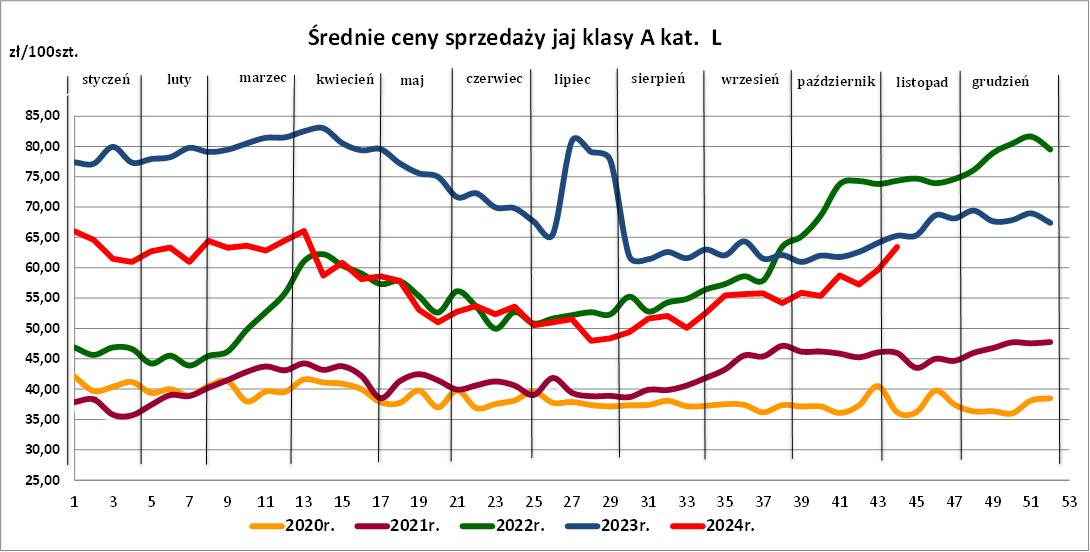 Średnie ceny sprzedaży jaj klasy A kat. L
zł/100szt.
styczeń luty marzec kwiecień maj czerwiec lipiec sierpień wrzesień październik listopad grudzień
85,00
80,00
75,00
70,00
65,00
60,00
55,00
50,00
45,00
40,00
35,00
30,00
25,00
1 3 5 7 9 11 13 15 17 19 21 23 25 27 29 31 33 35 37 39 41 43 45 47 49 51 53
2020r. 2021r. 2022r. 2023r. 2024r.